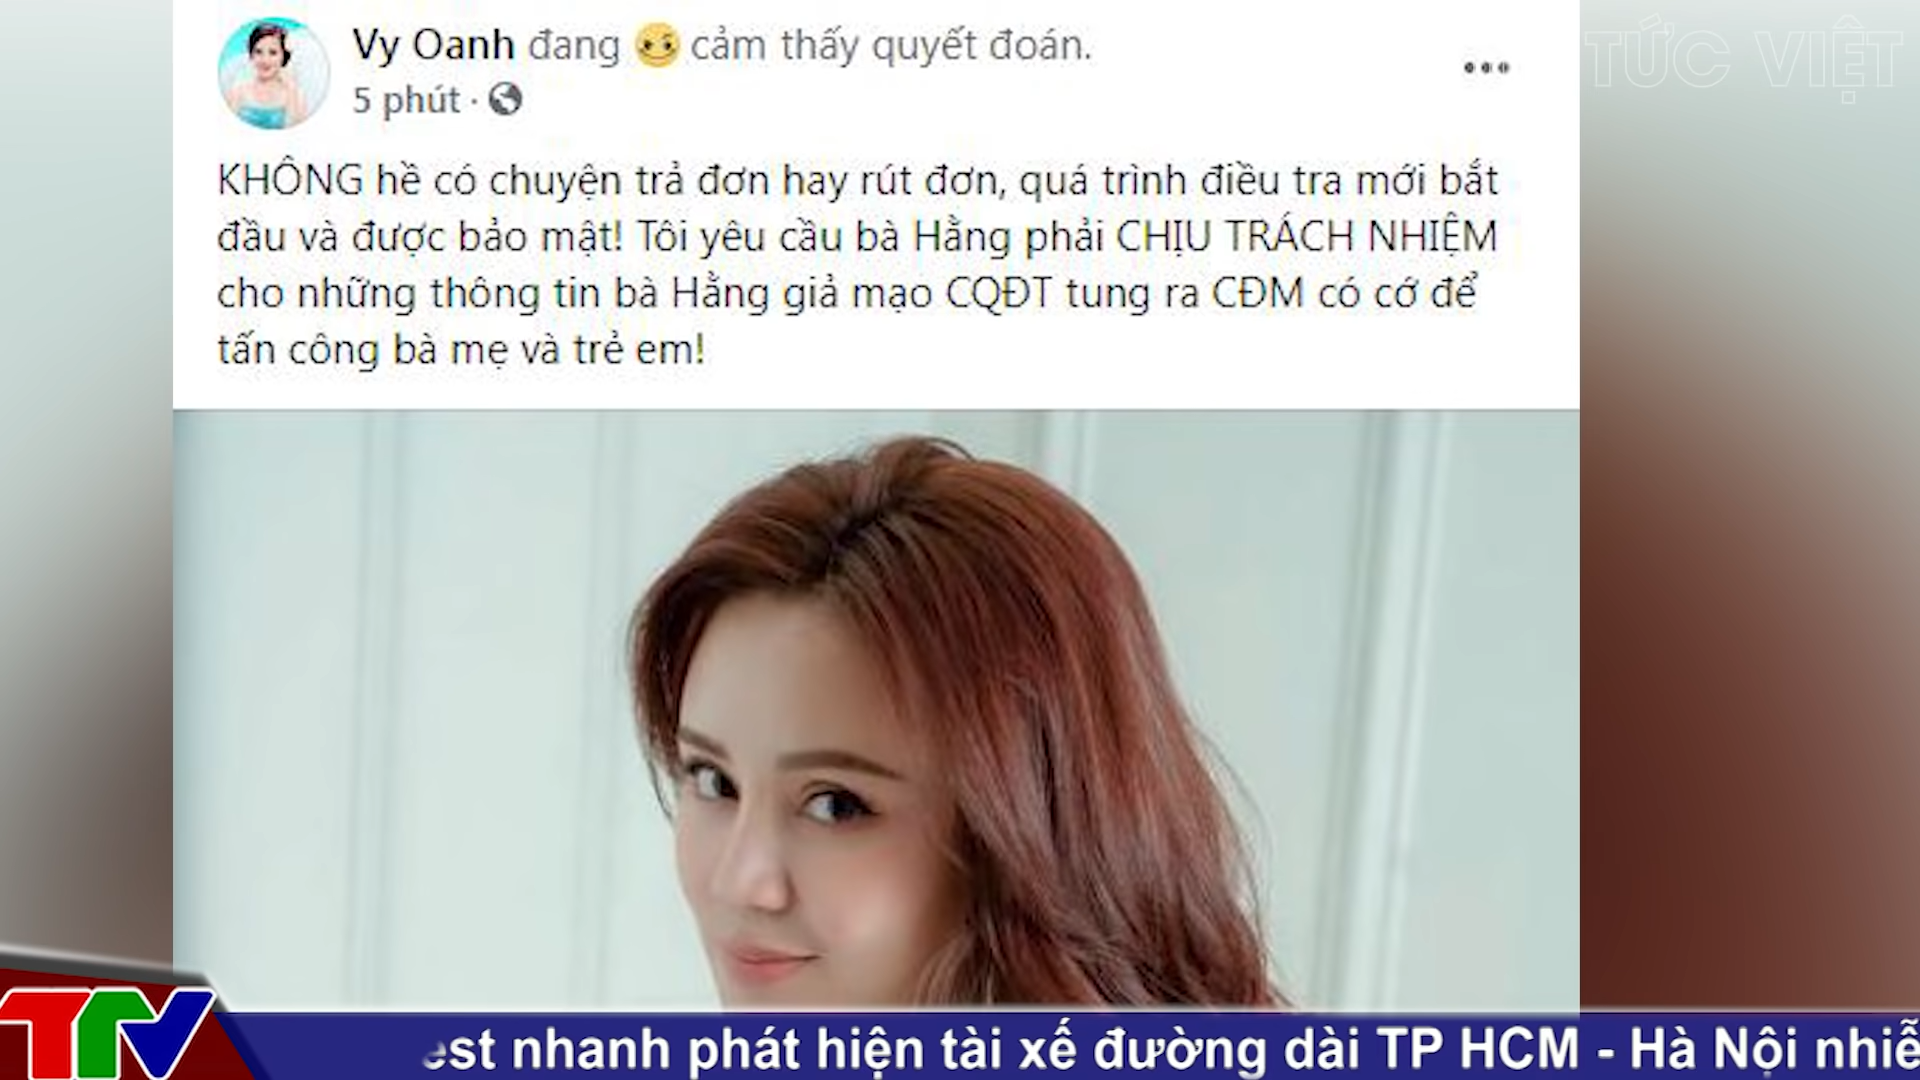 TỨC VIỆT
Vy Oanh đang cảm thấy quyết đoán.
5 phút ·
KHÔNG hề có chuyện trả đơn hay rút đơn, quá trình điều tra mới bắt
đầu và được bảo mật! Tôi yêu cầu bà Hằng phải CHỊU TRÁCH NHIỆM
cho những thông tin bà Hằng giả mạo CQĐT tung ra CĐM có cớ để
tấn công bà mẹ và trẻ em!
TTV
est nhanh phát hiện tài xế đường dài TP HCM - Hà Nội nhiễ